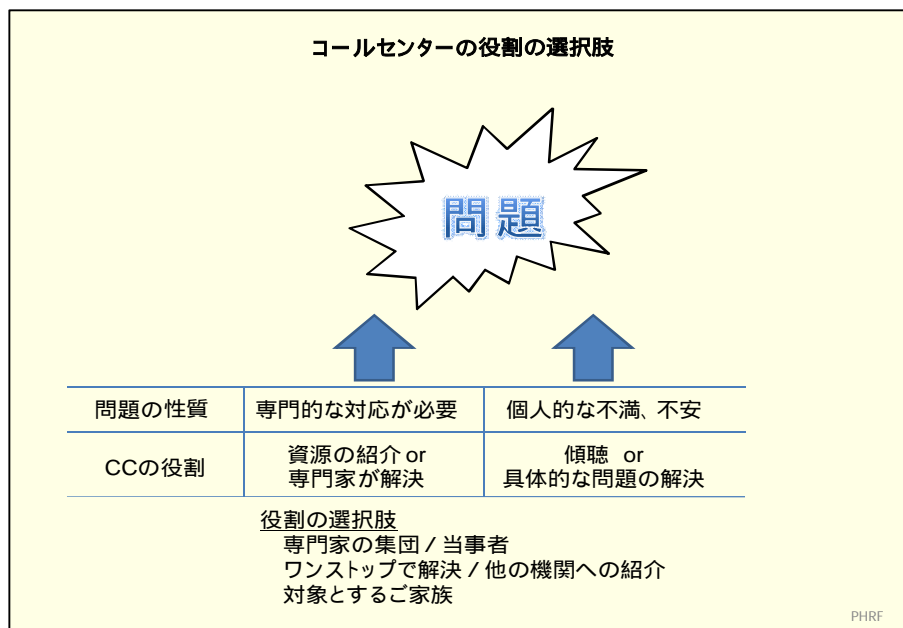 コールセンターの役割の選択肢
問題
問題の性質 専門的な対応が必要 個人的な不満、不安
CCの役割 資源の紹介 or 専門家が解決 傾聴 or 具体的な問題の解決
役割の選択肢
専門家の集団 / 当事者
ワンストップで解決 / 他の機関への紹介
対象とするご家族
PHRF